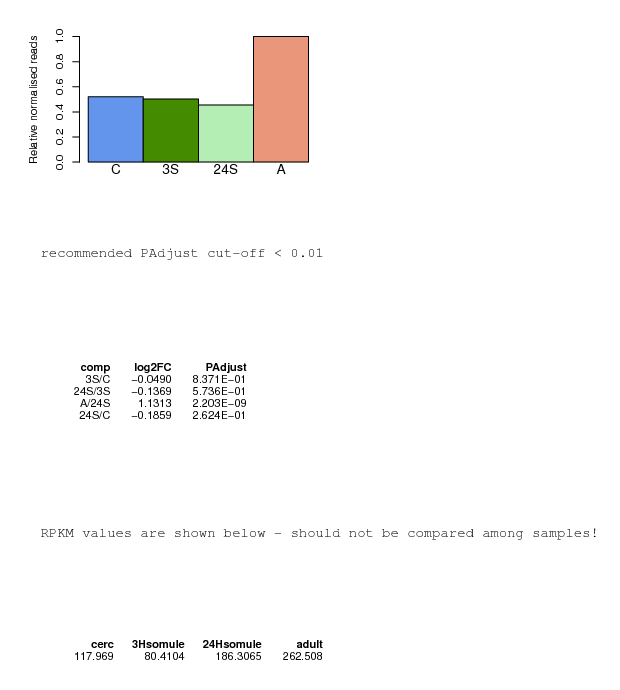 Relative normalised reads
1.0
0.8
0.6
0.4
0.2
0.0
C 3S 24S A
recommended PAdjust cut-off < 0.01
comp log2FC PAdjust
3S/C −0.0490 8.371E−01
24S/3S −0.1369 5.736E−01
A/24S 1.1313 2.203E−09
24S/C −0.1859 2.624E−01
RPKM values are shown below - should not be compared among samples!
cerc 3Hsomule 24Hsomule adult
117.969 80.4104 186.3065 262.508